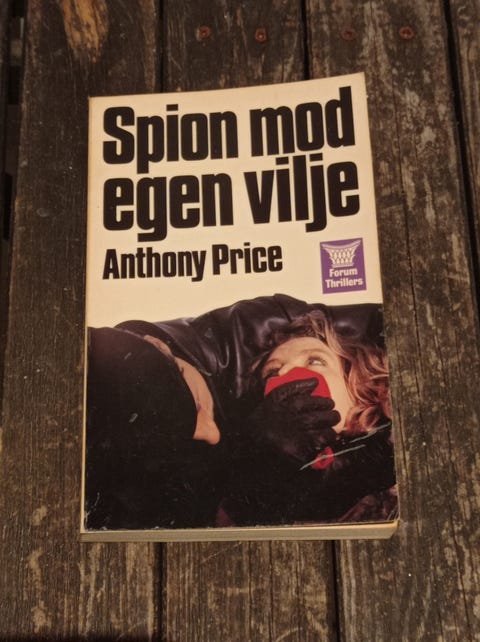 Spion mod
egen vilje
Anthony Price
Forum
Thrillers